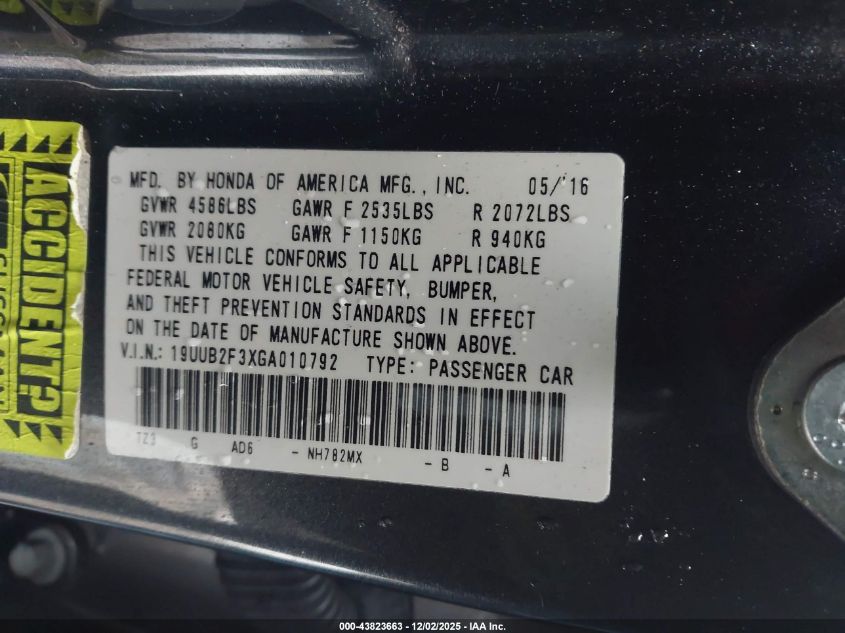 MFD. BY HONDA OF AMERICA MFG., INC. 05/'16
GVWR 4586LBS GAWR F 2535LBS R 2072LBS
GVWR 2080KG GAWR F 1150KG R 940KG
THIS VEHICLE CONFORMS TO ALL APPLICABLE
FEDERAL MOTOR VEHICLE SAFETY, BUMPER,
AND THEFT PREVENTION STANDARDS IN EFFECT
ON THE DATE OF MANUFACTURE SHOWN ABOVE.
V.I.N.: 19UUB2F3XGA010792 TYPE: PASSENGER CAR
TZ3 G AD6 - NH782MX - B - A
ACCIDENT?
000-43823663 - 12/02/2025 - IAA Inc.